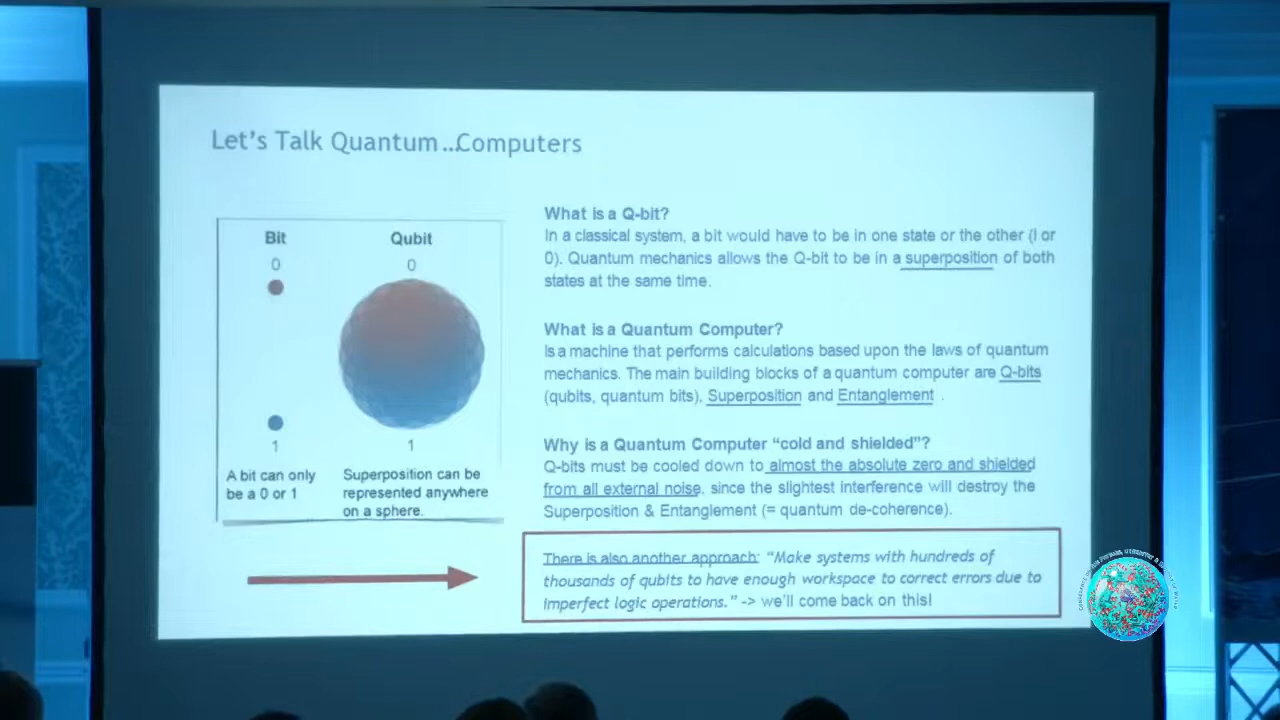 Let's Talk Quantum...Computers
Bit
Qubit
0
0
1
1
A bit can only
be a 0 or 1
Superposition can be
represented anywhere
on a sphere.
What is a Q-bit?
In a classical system, a bit would have to be in one state or the other (I or
0). Quantum mechanics allows the Q-bit to be in a superposition of both
states at the same time.
What is a Quantum Computer?
Is a machine that performs calculations based upon the laws of quantum
mechanics. The main building blocks of a quantum computer are Q-bits
(qubits, quantum bits), Superposition and Entanglement .
Why is a Quantum Computer “cold and shielded”?
Q-bits must be cooled down to almost the absolute zero and shielded
from all external noise, since the slightest interference will destroy the
Superposition & Entanglement (= quantum de-coherence).
There is also another approach: “Make systems with hundreds of
thousands of qubits to have enough workspace to correct errors due to
imperfect logic operations.” -> we'll come back on this!